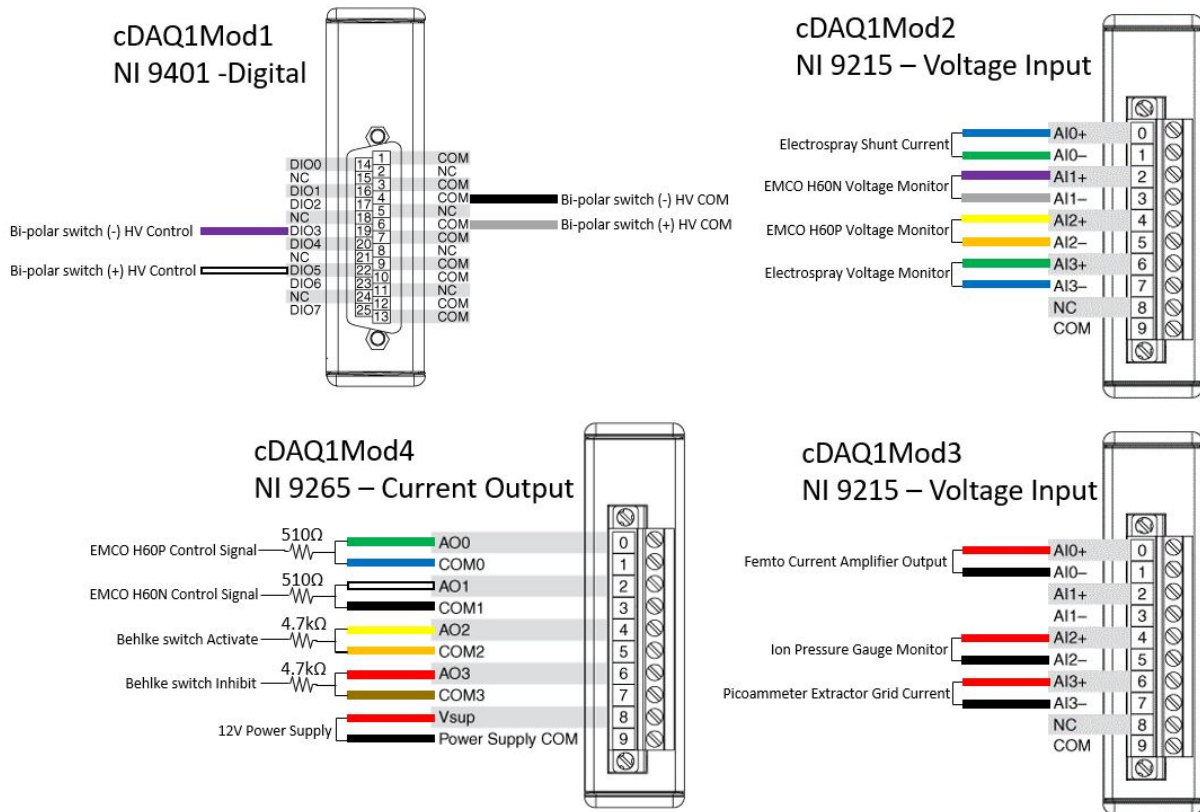 cDAQ1Mod1
NI 9401 -Digital
DIO0
NC
DIO1
DIO2
NC
DIO3
DIO4
NC
DIO5
DIO6
NC
DIO7
14
15
16
17
18
19
20
21
22
23
24
25
1
2
3
4
5
6
7
8
9
10
11
12
13
COM
NC
COM
COM
NC
COM
COM
NC
COM
COM
NC
COM
COM
Bi-polar switch (-) HV Control
Bi-polar switch (+) HV Control
Bi-polar switch (-) HV COM
Bi-polar switch (+) HV COM
cDAQ1Mod2
NI 9215 – Voltage Input
Electrospray Shunt Current
EMCO H60N Voltage Monitor
EMCO H60P Voltage Monitor
Electrospray Voltage Monitor
AI0+ 0
AI0– 1
AI1+ 2
AI1– 3
AI2+ 4
AI2– 5
AI3+ 6
AI3– 7
NC 8
COM 9
cDAQ1Mod4
NI 9265 – Current Output
EMCO H60P Control Signal 510Ω
EMCO H60N Control Signal 510Ω
Behlke switch Activate 4.7kΩ
Behlke switch Inhibit 4.7kΩ
12V Power Supply
AO0 0
COM0 1
AO1 2
COM1 3
AO2 4
COM2 5
AO3 6
COM3 7
Vsup 8
Power Supply COM 9
cDAQ1Mod3
NI 9215 – Voltage Input
Femto Current Amplifier Output
Ion Pressure Gauge Monitor
Picoammeter Extractor Grid Current
AI0+ 0
AI0– 1
AI1+ 2
AI1– 3
AI2+ 4
AI2– 5
AI3+ 6
AI3– 7
NC 8
COM 9